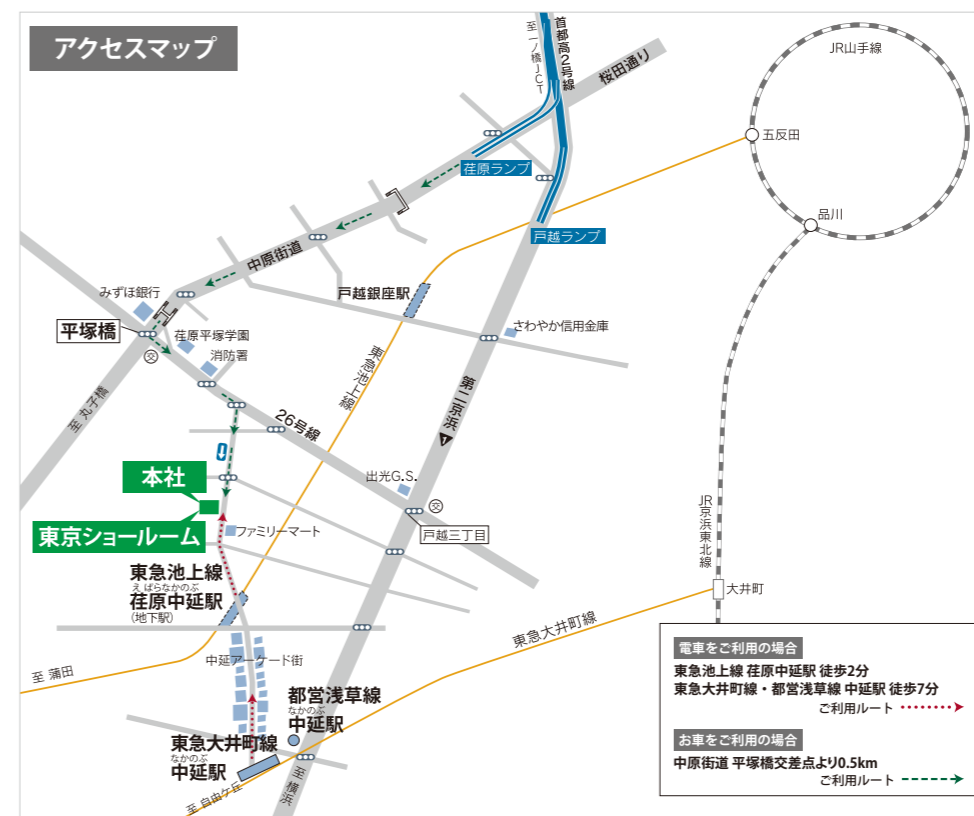 アクセスマップ
至 一ノ橋JCT
首都高2号線
桜田通り
JR山手線
五反田
品川
荏原ランプ
戸越ランプ
中原街道
みずほ銀行
平塚橋
荏原平塚学園
消防署
交
戸越銀座駅
さわやか信用金庫
東急池上線
第二京浜
1
至 丸子橋
26号線
出光G.S.
交
戸越三丁目
本社
東京ショールーム
ファミリーマート
JR京浜東北線
大井町
東急池上線
えばらなかのぶ
荏原中延駅
(地下駅)
東急大井町線
中延アーケード街
至 蒲田
都営浅草線
なかのぶ
中延駅
東急大井町線
なかのぶ
中延駅
至 横浜
至 自由ケ丘
電車をご利用の場合
東急池上線 荏原中延駅 徒歩2分
東急大井町線・都営浅草線 中延駅 徒歩7分
ご利用ルート
お車をご利用の場合
中原街道 平塚橋交差点より0.5km
ご利用ルート